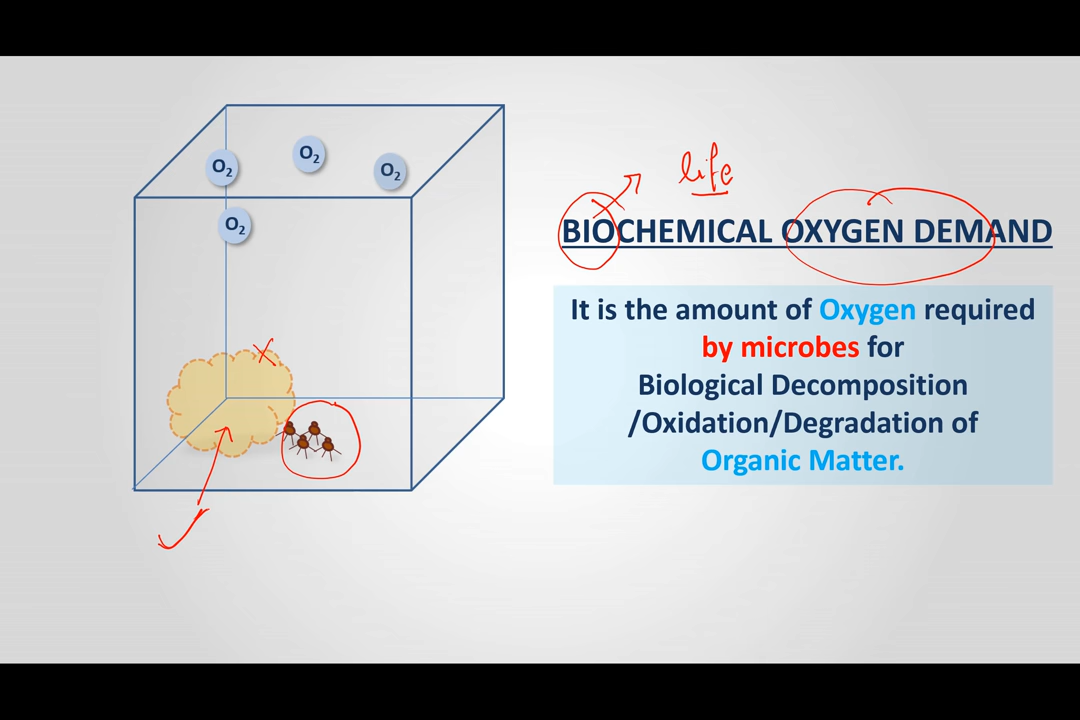 O2
O2
O2
O2
life
BIOCHEMICAL OXYGEN DEMAND
It is the amount of Oxygen required
by microbes for
Biological Decomposition
/Oxidation/Degradation of
Organic Matter.